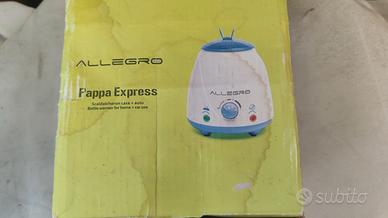 ALLEGRO
Pappa Express
Scaldabiberon casa + auto
Bottle warmer for home + car use
ALLEGRO
subito